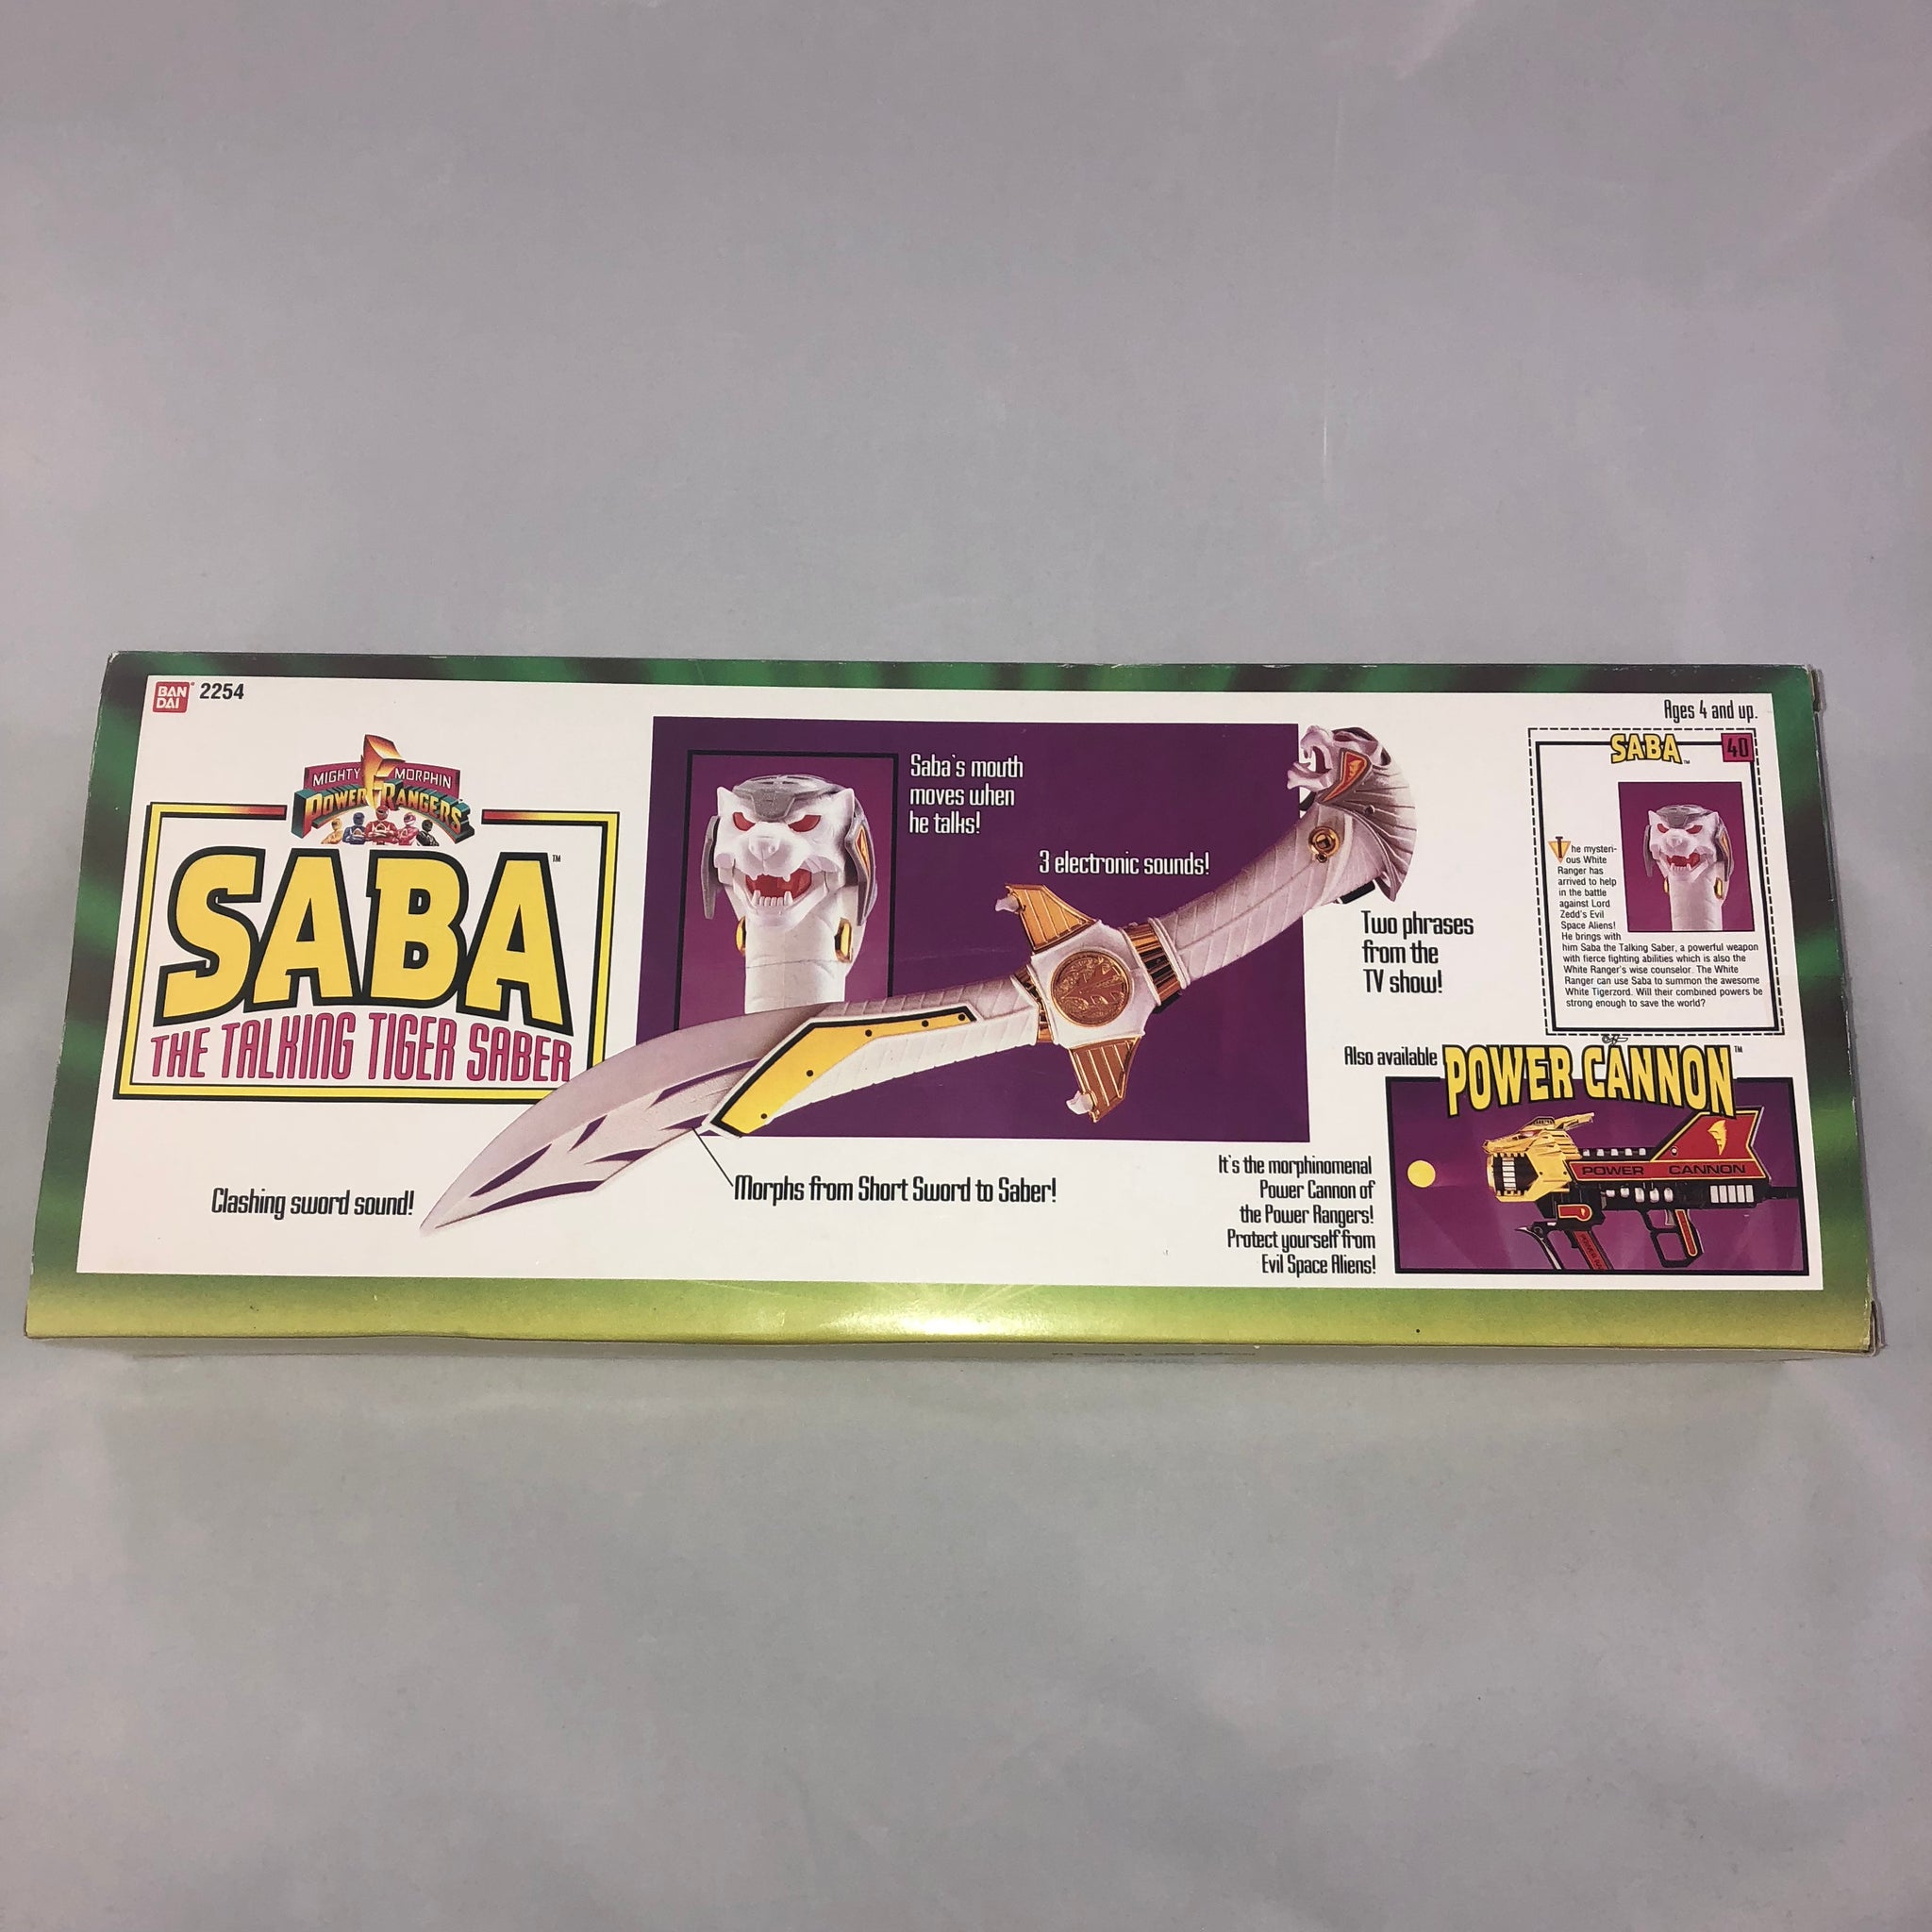 BAN
DAI
2254
Ages 4 and up.
MIGHTY MORPHIN
POWER RANGERS
SABA™
THE TALKING TIGER SABER
Saba's mouth
moves when
he talks!
3 electronic sounds!
Two phrases
from the
TV show!
Clashing sword sound!
Morphs from Short Sword to Saber!
SABA™
40
The mysteri-
ous White
Ranger has
arrived to help
in the battle
against Lord
Zedd's Evil
Space Aliens!
He brings with
him Saba the Talking Saber, a powerful weapon
with fierce fighting abilities which is also the
White Ranger's wise counselor. The White
Ranger can use Saba to summon the awesome
White Tigerzord. Will their combined powers be
strong enough to save the world?
Also available POWER CANNON™
POWER CANNON
It's the morphinomenal
Power Cannon of
the Power Rangers!
Protect yourself from
Evil Space Aliens!